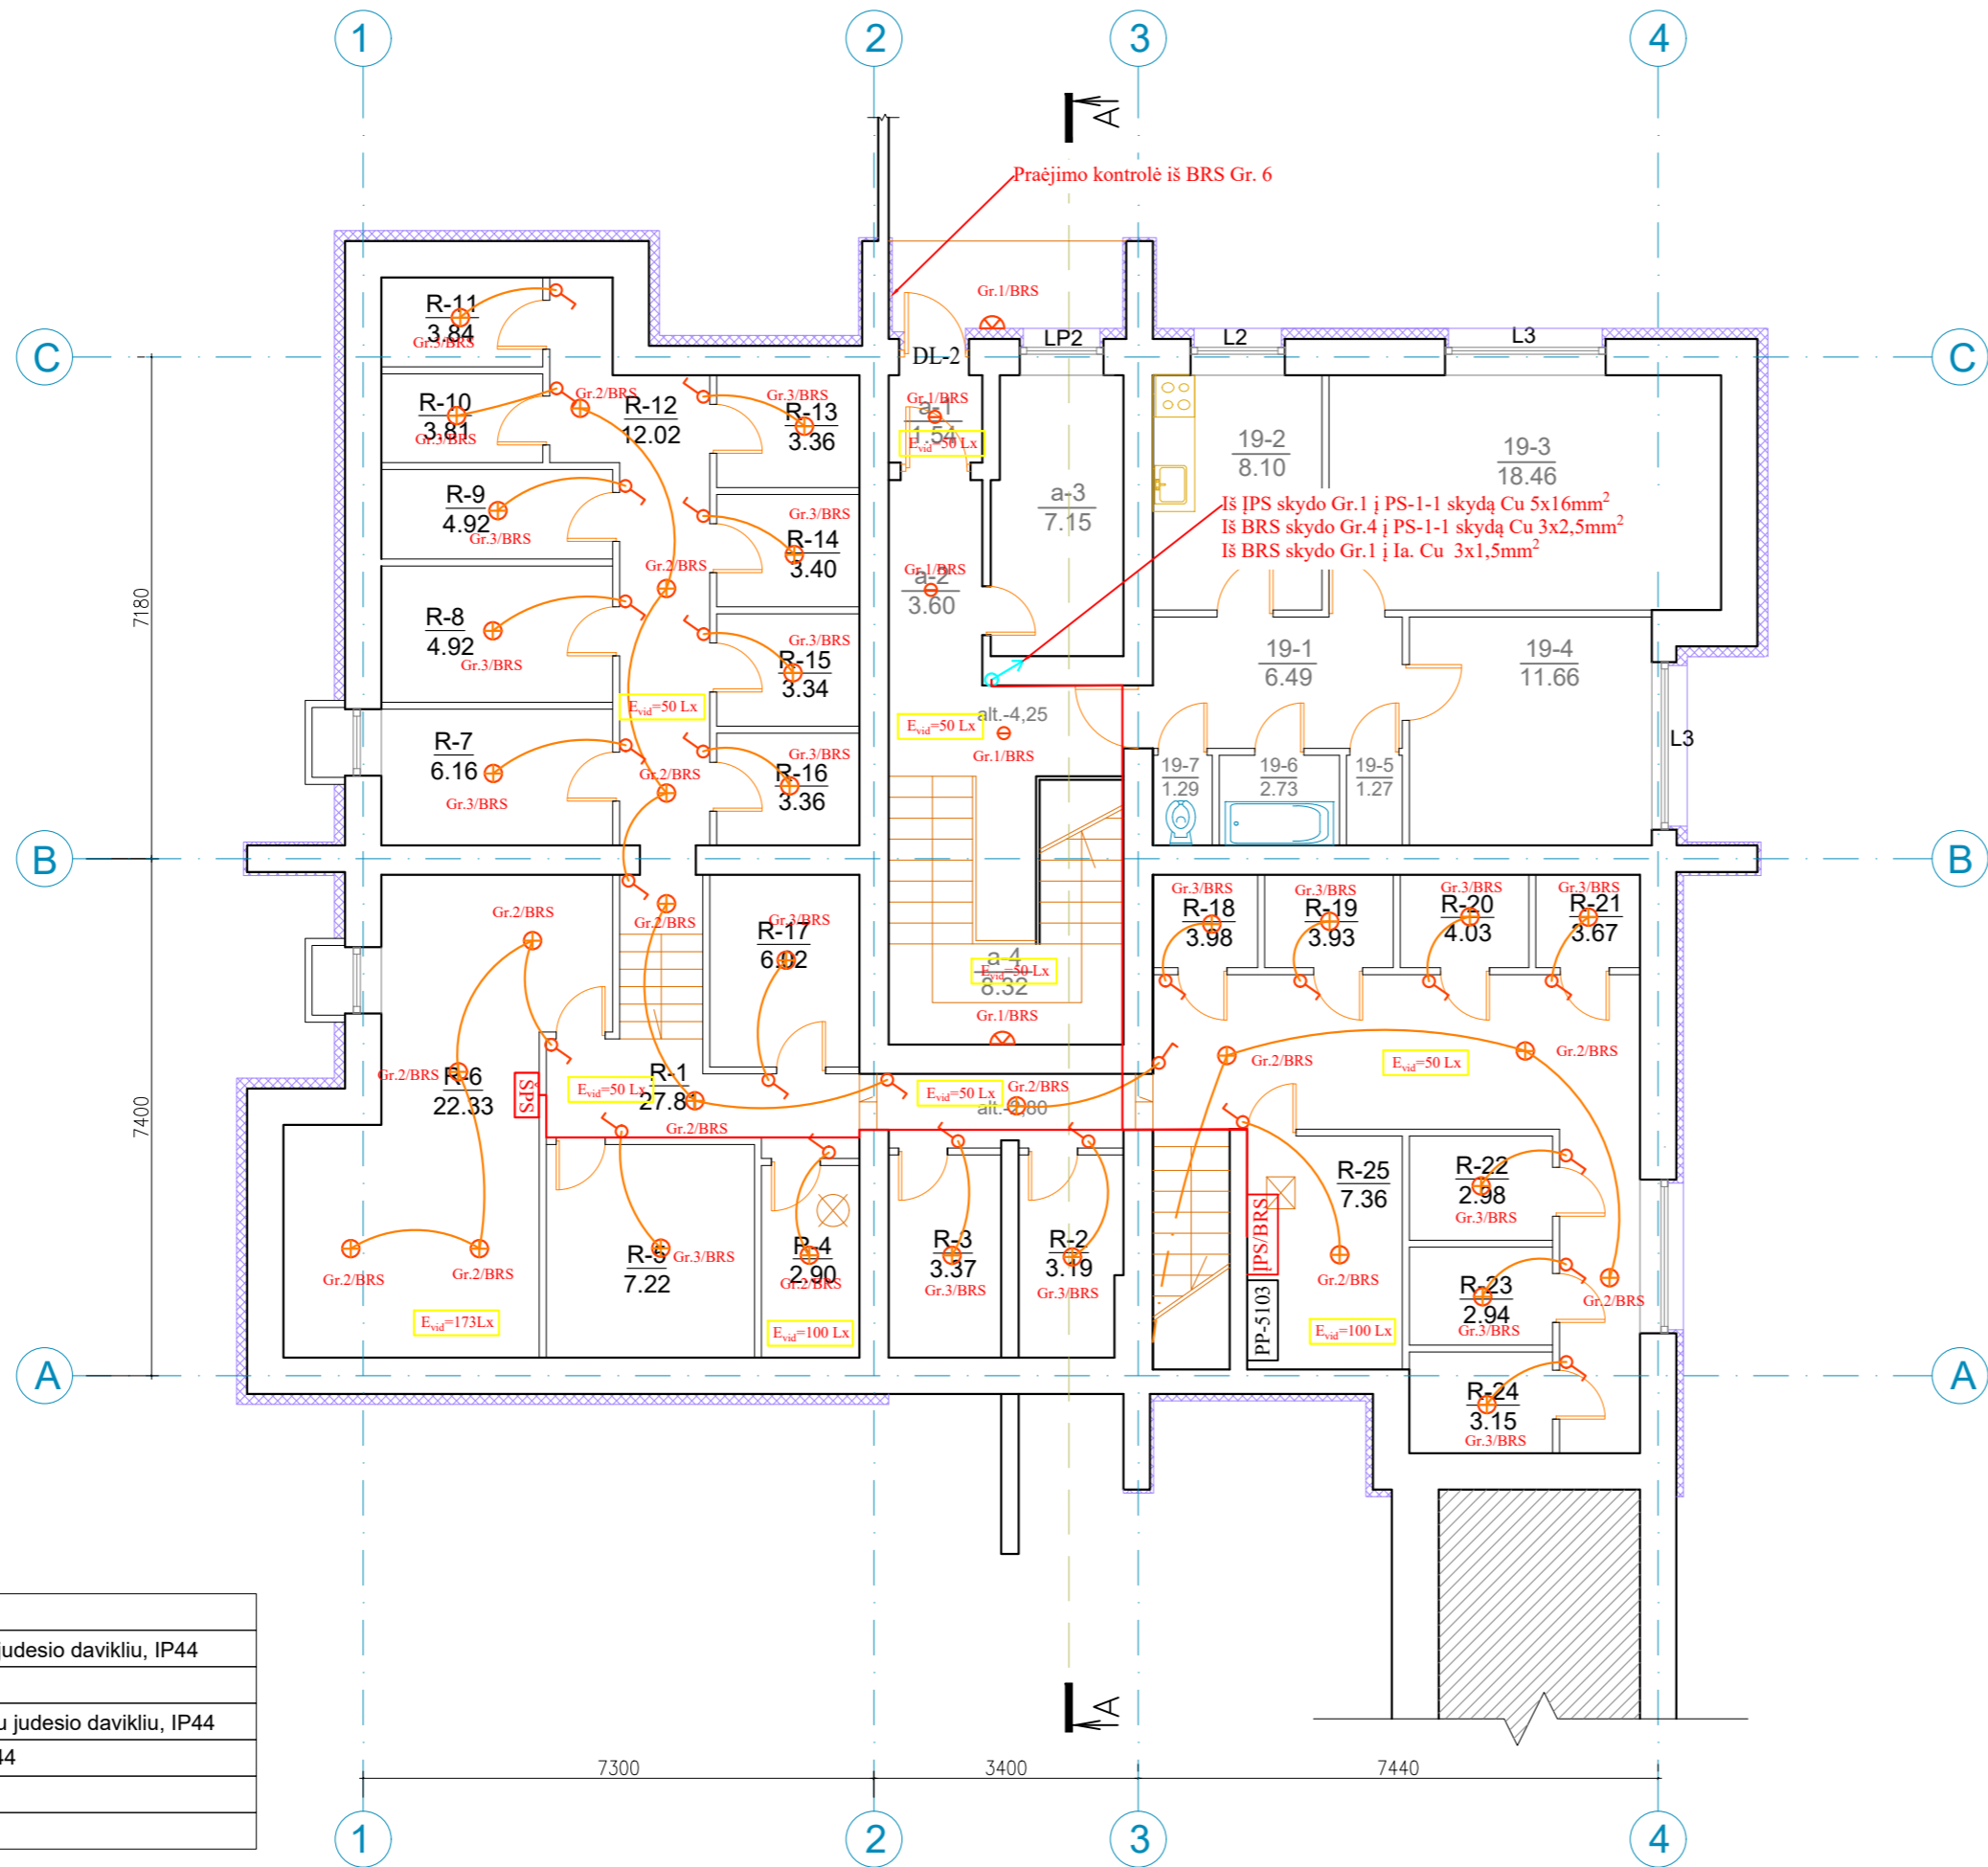 1
2
3
4
A
Praėjimo kontrolė iš BRS Gr. 6
C
C
R-11
3.84
Gr.3/BRS
Gr.1/BRS
DL-2
LP2
L2
L3
R-10
3.81
Gr.3/BRS
Gr.2/BRS
R-12
12.02
Gr.3/BRS
R-13
3.36
Gr.1/BRS
a-1
1.54
Evid=50 Lx
19-2
8.10
19-3
18.46
R-9
4.92
Gr.3/BRS
Gr.3/BRS
R-14
3.40
a-3
7.15
Iš ĮPS skydo Gr.1 į PS-1-1 skydą Cu 5x16mm²
Iš BRS skydo Gr.4 į PS-1-1 skydą Cu 3x2,5mm²
Iš BRS skydo Gr.1 į Ia. Cu 3x1,5mm²
Gr.2/BRS
Gr.1/BRS
a-2
3.60
7180
R-8
4.92
Gr.3/BRS
Gr.3/BRS
R-15
3.34
19-1
6.49
19-4
11.66
Evid=50 Lx
Evid=50 Lx
alt.-4,25
Gr.1/BRS
L3
R-7
6.16
Gr.3/BRS
Gr.2/BRS
Gr.3/BRS
R-16
3.36
19-7
1.29
19-6
2.73
19-5
1.27
B
B
Gr.2/BRS
Gr.2/BRS
Gr.3/BRS
R-17
6.02
a-4
8.32
Evid=50 Lx
Gr.1/BRS
Gr.3/BRS
R-18
3.98
Gr.3/BRS
R-19
3.93
Gr.3/BRS
R-20
4.03
Gr.3/BRS
R-21
3.67
7400
Gr.2/BRS
R-6
22.33
ŠPS
Evid=50 Lx
R-1
27.81
Gr.2/BRS
Evid=50 Lx
Gr.2/BRS
alt.-2,80
Gr.2/BRS
Evid=50 Lx
Gr.2/BRS
R-25
7.36
R-22
2.98
Gr.3/BRS
Gr.2/BRS
Gr.2/BRS
R-5
7.22
Gr.3/BRS
R-4
2.90
Gr.2/BRS
R-3
3.37
Gr.3/BRS
R-2
3.19
Gr.3/BRS
ĮPS/BRS
PP-5103
Gr.2/BRS
R-23
2.94
Gr.3/BRS
Gr.2/BRS
Evid=173Lx
Evid=100 Lx
Evid=100 Lx
A
A
R-24
3.15
Gr.3/BRS
judesio davikliu, IP44
u judesio davikliu, IP44
44
A
7300
3400
7440
1
2
3
4